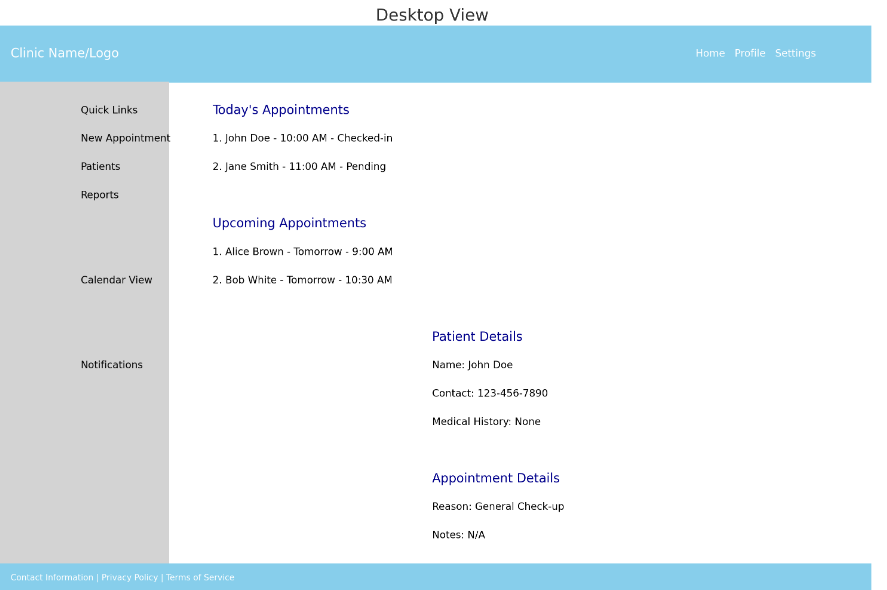 Desktop View
Clinic Name/Logo
Home Profile Settings
Quick Links
New Appointment
Patients
Reports
Calendar View
Notifications
Today's Appointments
1. John Doe - 10:00 AM - Checked-in
2. Jane Smith - 11:00 AM - Pending
Upcoming Appointments
1. Alice Brown - Tomorrow - 9:00 AM
2. Bob White - Tomorrow - 10:30 AM
Patient Details
Name: John Doe
Contact: 123-456-7890
Medical History: None
Appointment Details
Reason: General Check-up
Notes: N/A
Contact Information | Privacy Policy | Terms of Service